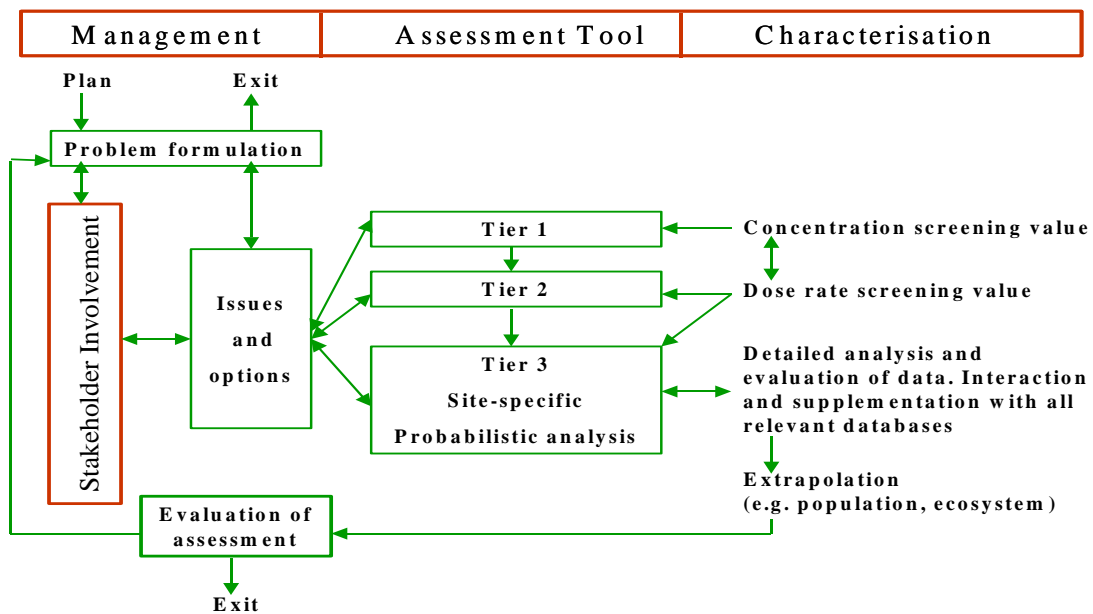 Management
Assessment Tool
Characterisation
Plan
Exit
Problem formulation
Stakeholder Involvement
Issues
and
options
Tier 1
Tier 2
Tier 3
Site-specific
Probabilistic analysis
Concentration screening value
Dose rate screening value
Detailed analysis and
evaluation of data. Interaction
and supplementation with all
relevant databases
Extrapolation
(e.g. population, ecosystem)
Evaluation of
assessment
Exit